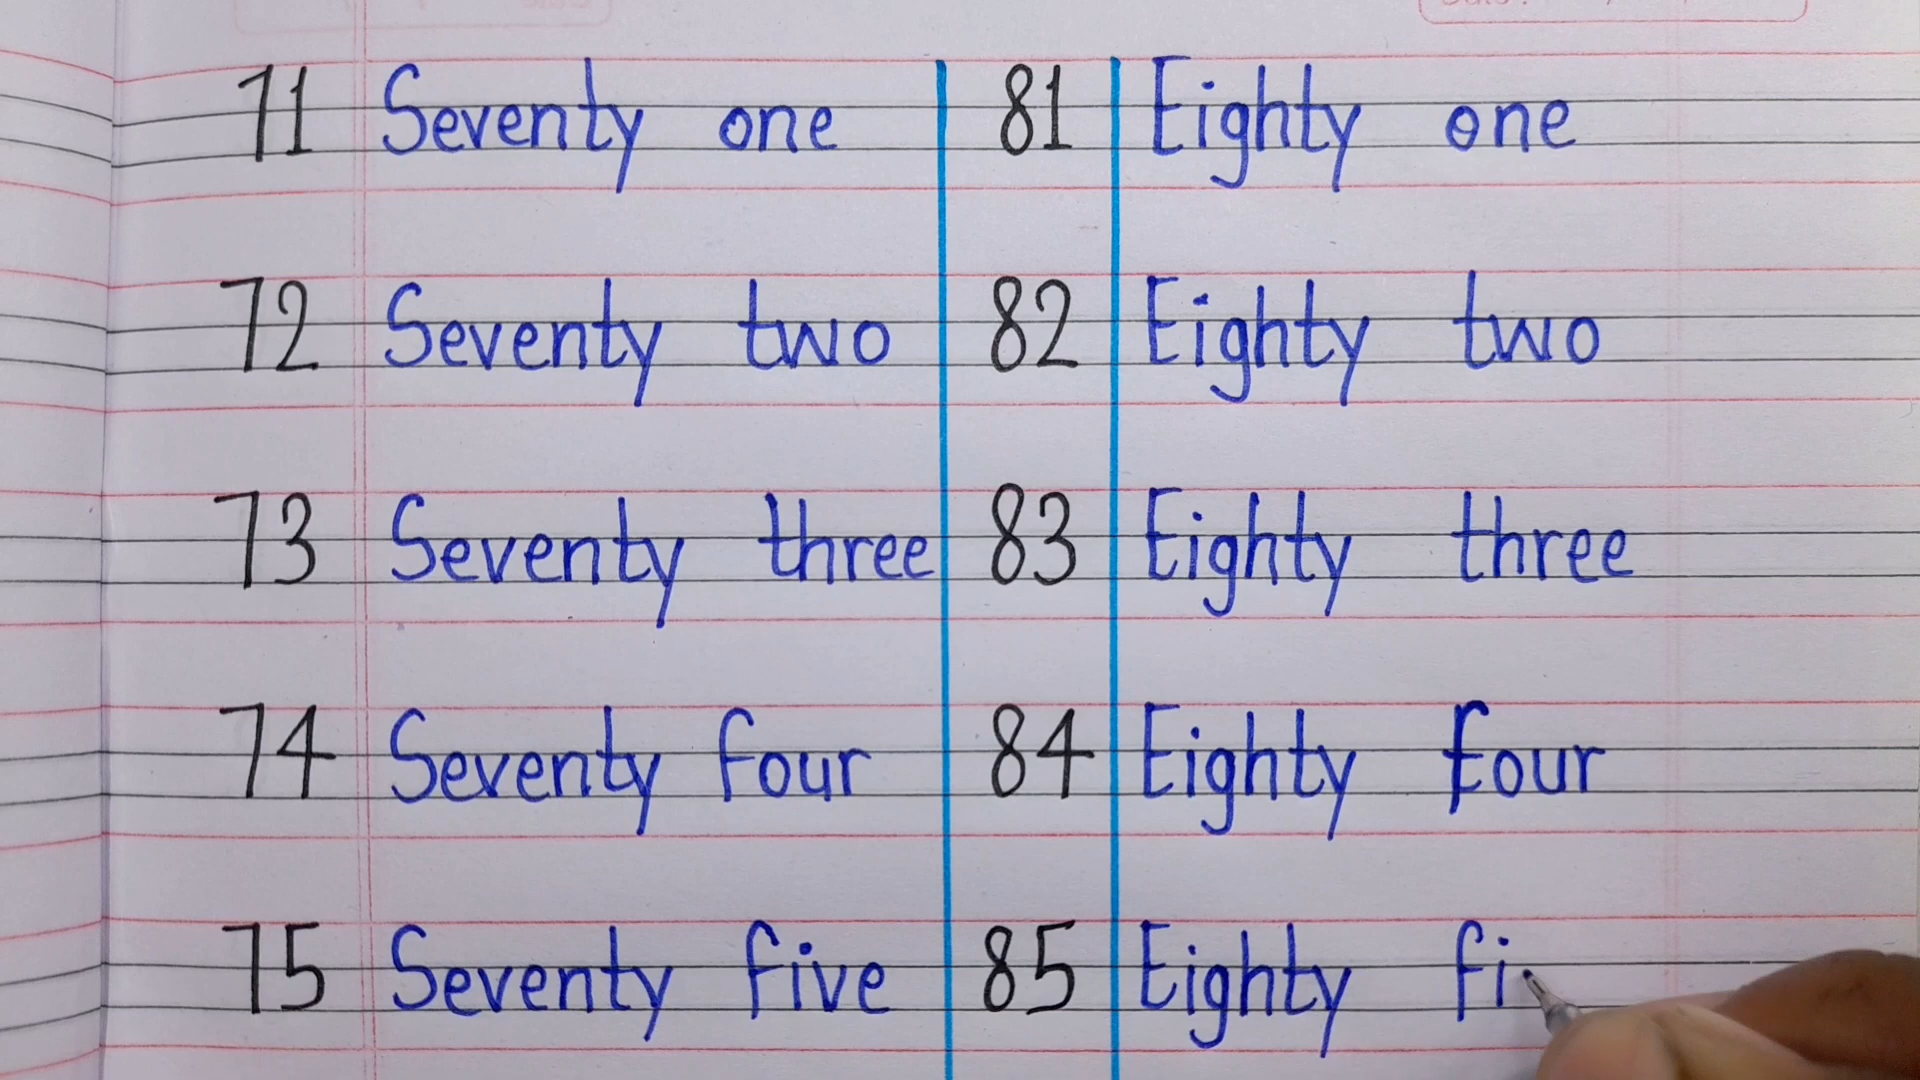 71 Seventy one 81 Eighty one
72 Seventy two 82 Eighty two
73 Seventy three 83 Eighty three
74 Seventy four 84 Eighty four
75 Seventy five 85 Eighty fi